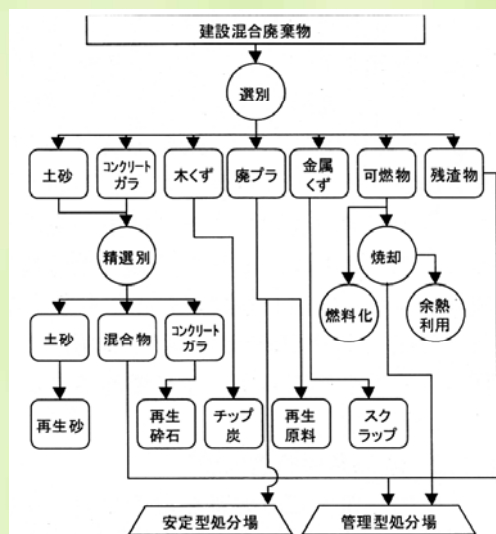 建設混合廃棄物
選別
土砂
コンクリート
ガラ
木くず
廃プラ
金属
くず
可燃物
残渣物
精選別
焼却
燃料化
余熱
利用
土砂
混合物
コンクリート
ガラ
再生砂
再生
砕石
チップ
炭
再生
原料
スク
ラップ
安定型処分場
管理型処分場